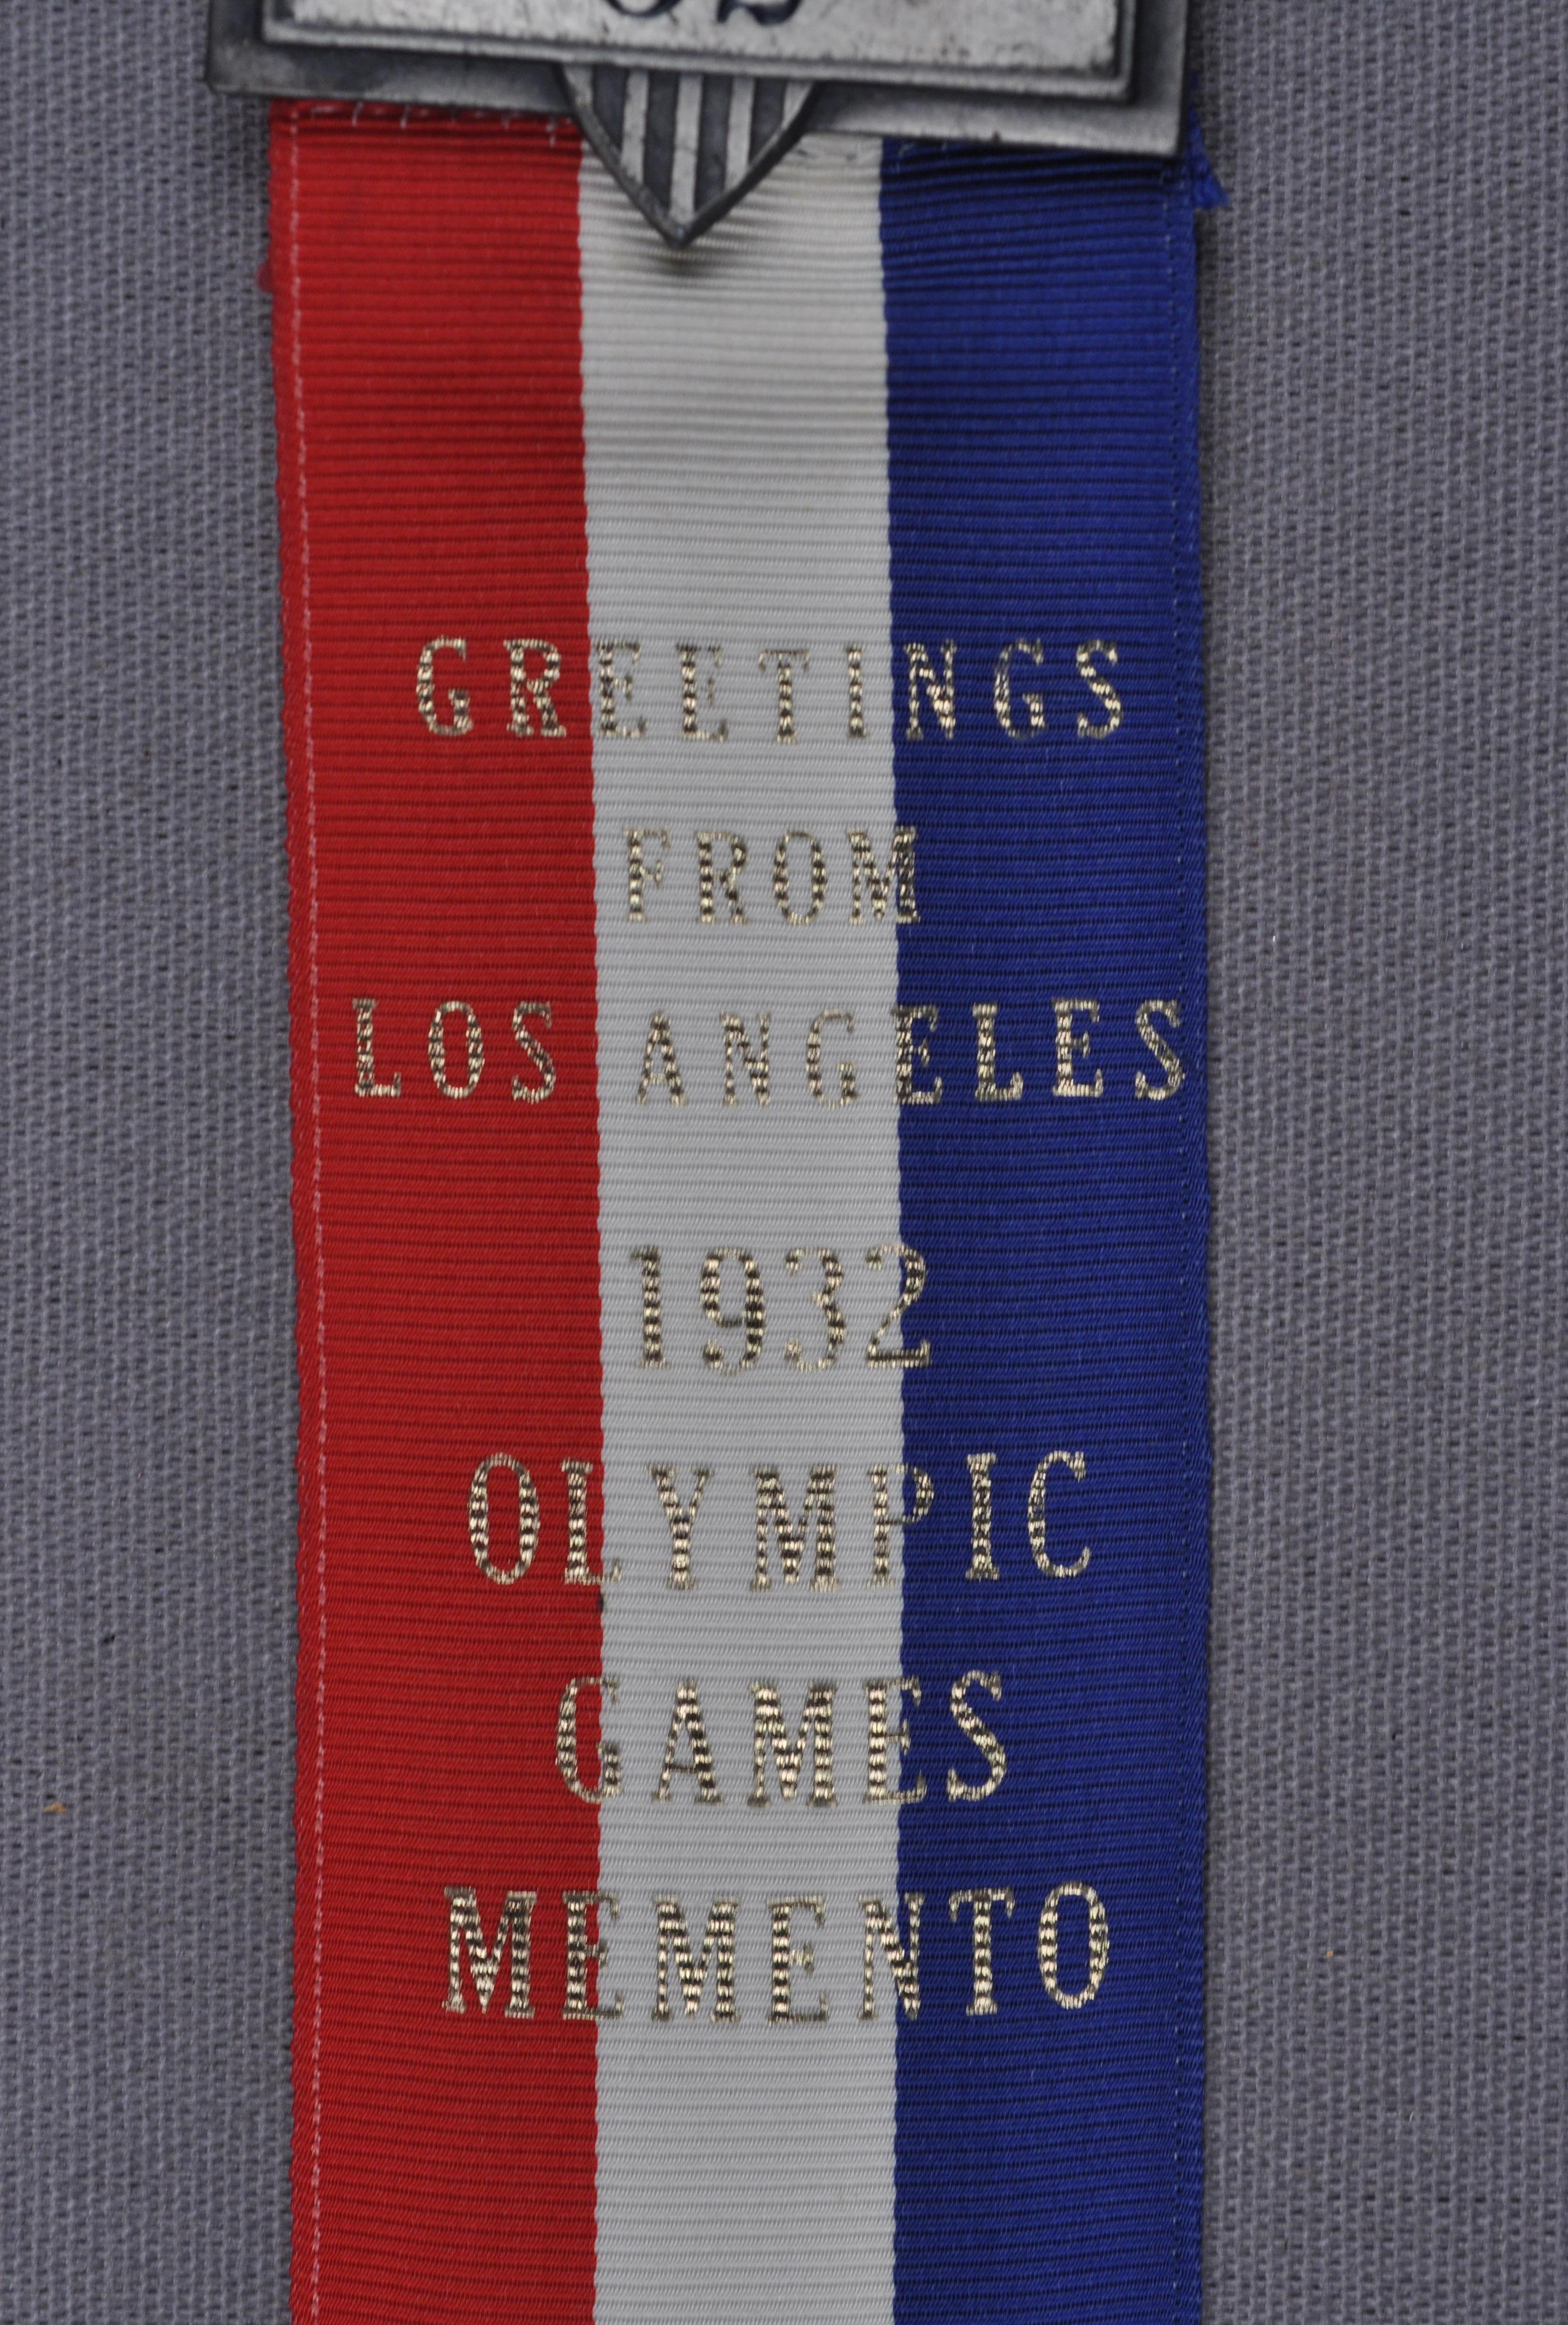 GREETINGS
FROM
LOS ANGELES
1932
OLYMPIC
GAMES
MEMENTO